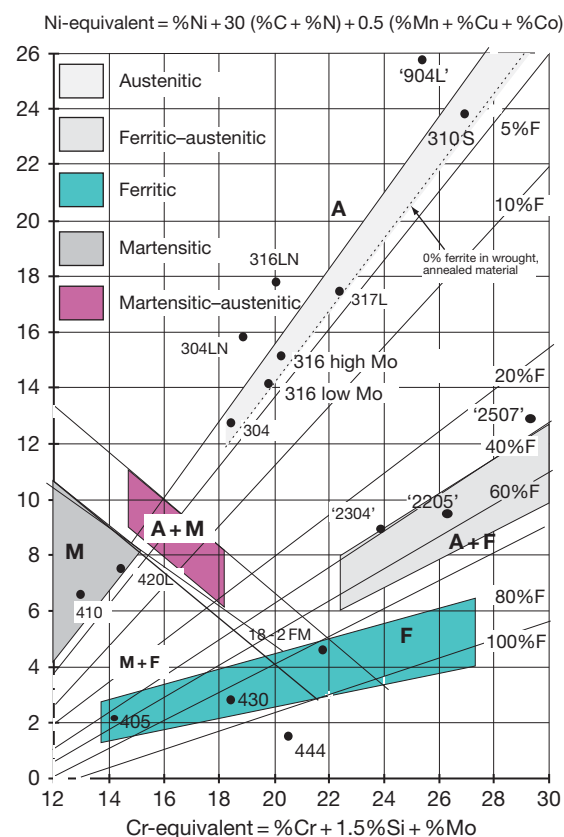 Ni-equivalent = %Ni + 30 (%C + %N) + 0.5 (%Mn + %Cu + %Co)
26
24
22
20
18
16
14
12
10
8
6
4
2
0
Austenitic
Ferritic–austenitic
Ferritic
Martensitic
Martensitic–austenitic
'904L'
310 S
5%F
A
10%F
0% ferrite in wrought,
annealed material
316LN
317L
304LN
316 high Mo
316 low Mo
20%F
304
'2507'
40%F
'2205'
60%F
'2304'
A + F
A + M
M
420L
410
80%F
18 - 2 FM
F
100%F
M + F
405
430
444
12 14 16 18 20 22 24 26 28 30
Cr-equivalent = %Cr + 1.5%Si + %Mo